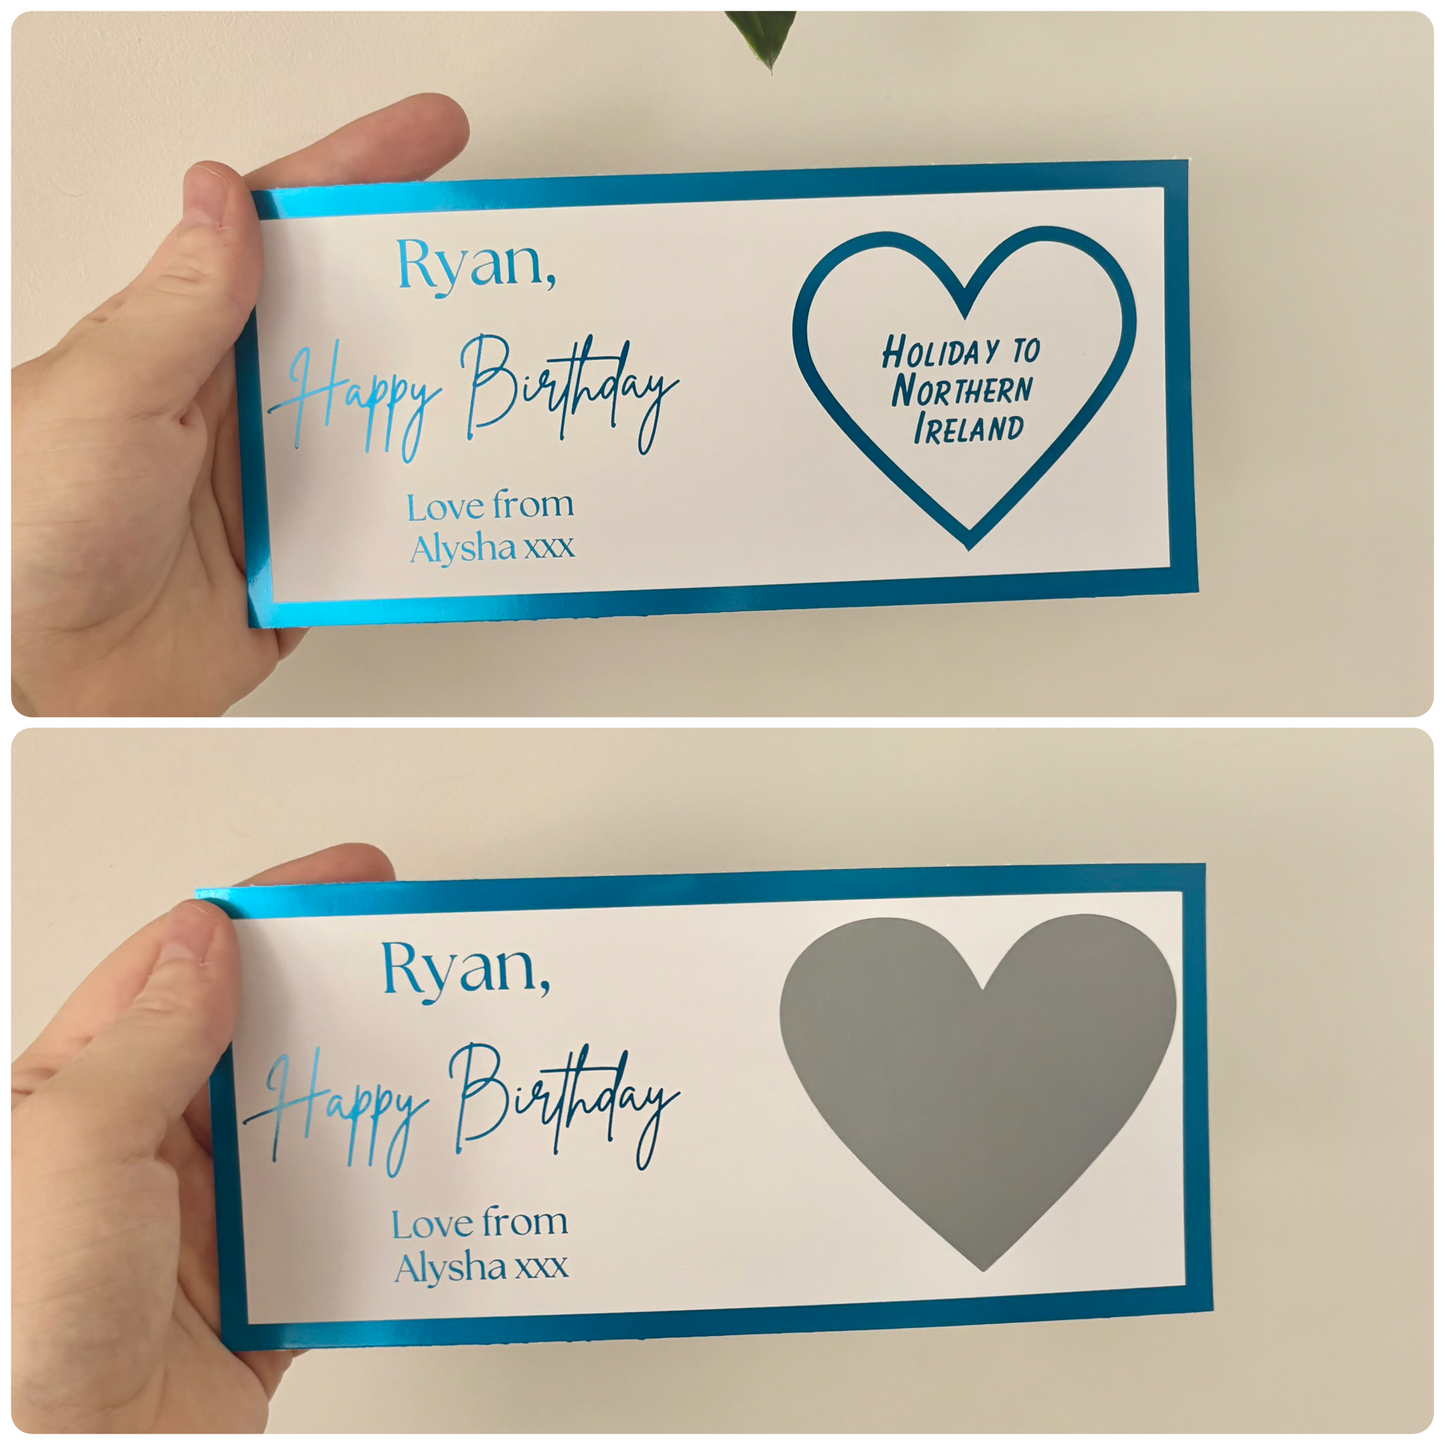 Ryan,
Happy Birthday
Love from
Alysha xxx
HOLIDAY TO
NORTHERN
IRELAND
Ryan,
Happy Birthday
Love from
Alysha xxx